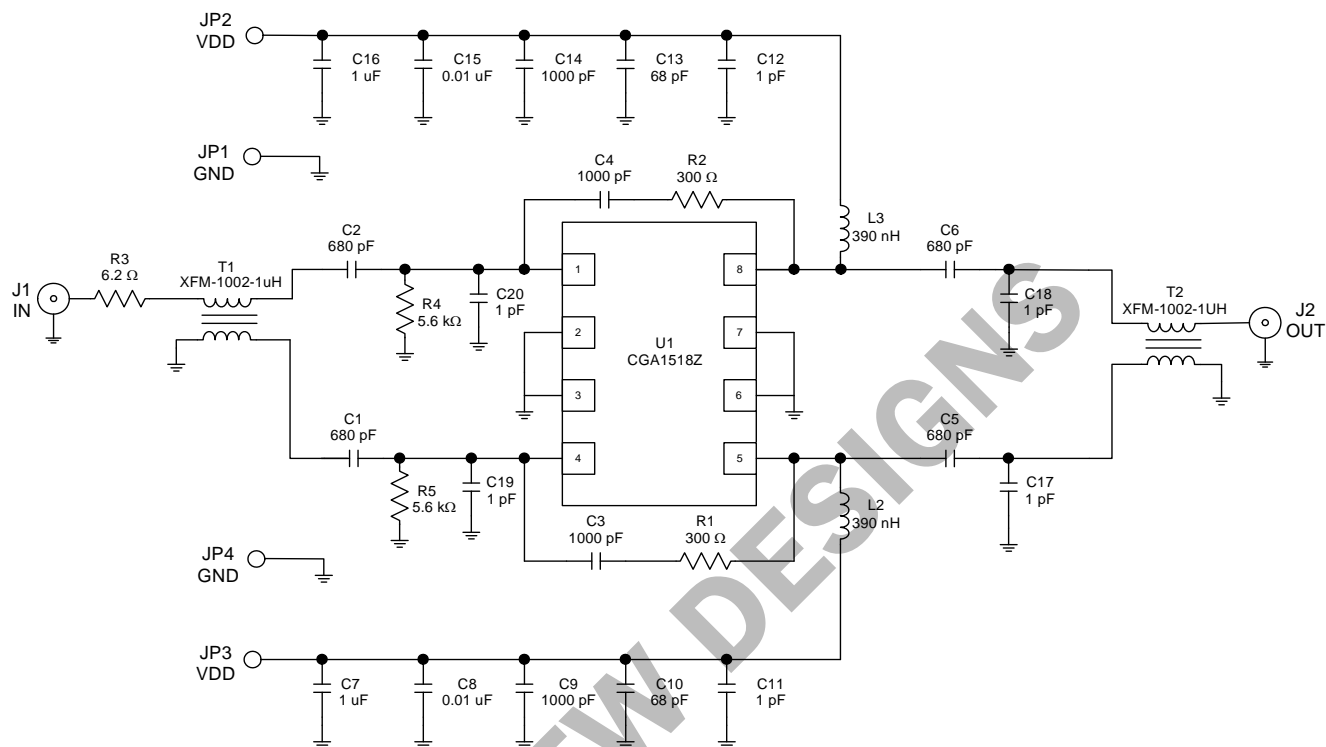 JP2
VDD
C16
1 uF
C15
0.01 uF
C14
1000 pF
C13
68 pF
C12
1 pF
JP1
GND
C4
1000 pF
R2
300 Ω
L3
390 nH
C2
680 pF
C6
680 pF
R3
6.2 Ω
T1
XFM-1002-1uH
J1
IN
1
8
R4
5.6 kΩ
C20
1 pF
C18
1 pF
T2
XFM-1002-1UH
J2
OUT
2
7
U1
CGA1518Z
3
6
C1
680 pF
C5
680 pF
4
5
R5
5.6 kΩ
C19
1 pF
L2
390 nH
C17
1 pF
C3
1000 pF
R1
300 Ω
JP4
GND
JP3
VDD
C7
1 uF
C8
0.01 uF
C9
1000 pF
C10
68 pF
C11
1 pF
EW DESIGNS